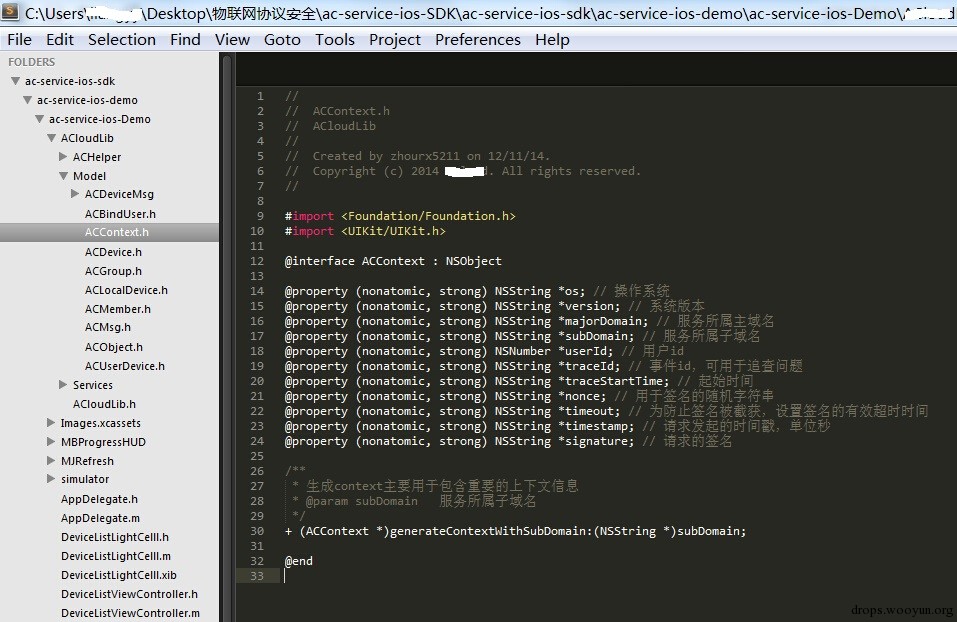 C:\Users\ \Desktop\物联网协议安全\ac-service-ios-SDK\ac-service-ios-sdk\ac-service-ios-demo\ac-service-ios-Demo\
File Edit Selection Find View Goto Tools Project Preferences Help
FOLDERS
ac-service-ios-sdk
ac-service-ios-demo
ac-service-ios-Demo
ACloudLib
ACHelper
Model
ACDeviceMsg
ACBindUser.h
ACContext.h
ACDevice.h
ACGroup.h
ACLocalDevice.h
ACMember.h
ACMsg.h
ACObject.h
ACUserDevice.h
Services
ACloudLib.h
Images.xcassets
MBProgressHUD
MJRefresh
simulator
AppDelegate.h
AppDelegate.m
DeviceListLightCelll.h
DeviceListLightCelll.m
DeviceListLightCelll.xib
DeviceListViewController.h
DeviceListViewController.m
1 //
2 //  ACContext.h
3 //  ACloudLib
4 //
5 //  Created by zhourx5211 on 12/11/14.
6 //  Copyright (c) 2014 d. All rights reserved.
7 //
8
9 #import <Foundation/Foundation.h>
10 #import <UIKit/UIKit.h>
11
12 @interface ACContext : NSObject
13
14 @property (nonatomic, strong) NSString *os; // 操作系统
15 @property (nonatomic, strong) NSString *version; // 系统版本
16 @property (nonatomic, strong) NSString *majorDomain; // 服务所属主域名
17 @property (nonatomic, strong) NSString *subDomain; // 服务所属子域名
18 @property (nonatomic, strong) NSNumber *userId; // 用户id
19 @property (nonatomic, strong) NSString *traceId; // 事件id，可用于追查问题
20 @property (nonatomic, strong) NSString *traceStartTime; // 起始时间
21 @property (nonatomic, strong) NSString *nonce; // 用于签名的随机字符串
22 @property (nonatomic, strong) NSString *timeout; // 为防止签名被截获，设置签名的有效超时时间
23 @property (nonatomic, strong) NSString *timestamp; // 请求发起的时间戳，单位秒
24 @property (nonatomic, strong) NSString *signature; // 请求的签名
25
26 /**
27  * 生成context主要用于包含重要的上下文信息
28  * @param subDomain   服务所属子域名
29  */
30 + (ACContext *)generateContextWithSubDomain:(NSString *)subDomain;
31
32 @end
33
drops.wooyun.org